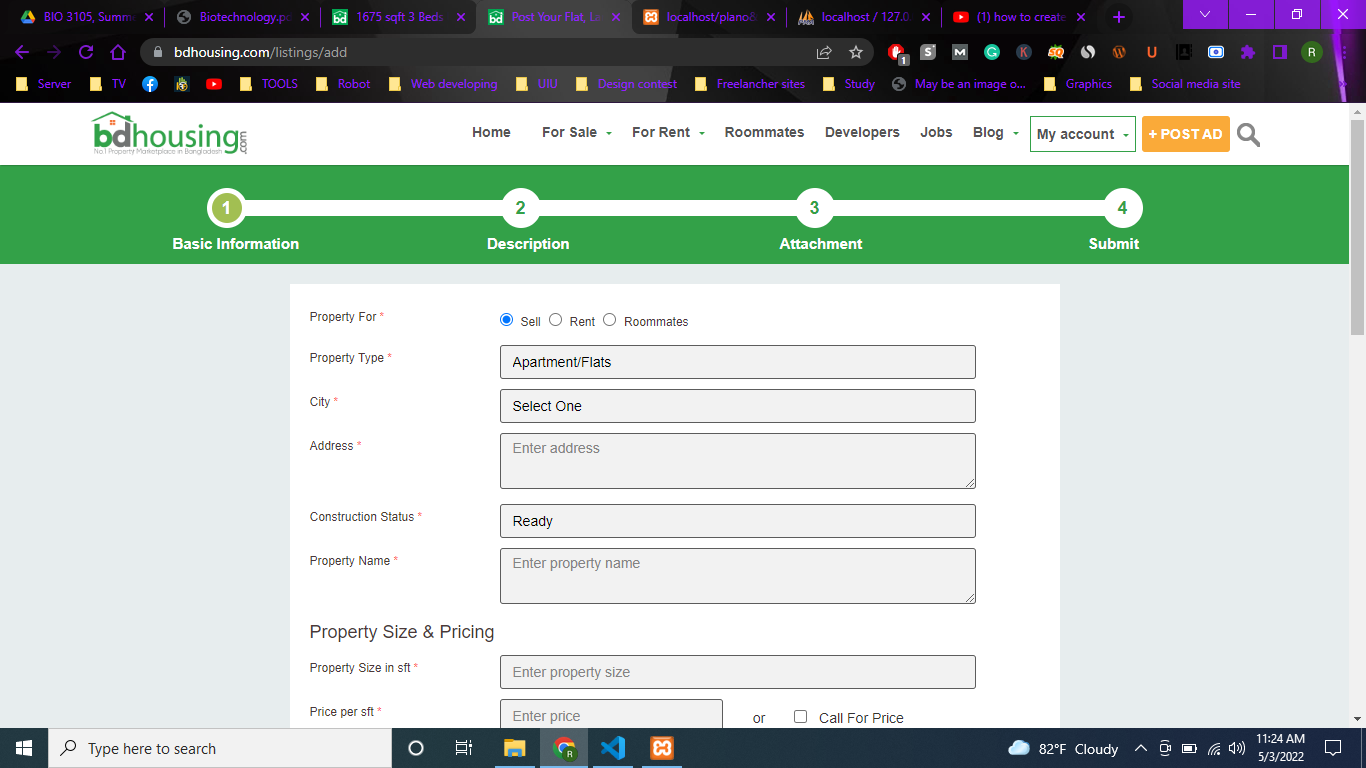 BIO 3105, Summ
Biotechnology.pd
1675 sqft 3 Beds
Post Your Flat, La
localhost/plano8
localhost / 127.0.
(1) how to create
bdhousing.com/listings/add
1
R
Server
TV
TOOLS
Robot
Web developing
UIU
Design contest
Freelancher sites
Study
May be an image o...
Graphics
Social media site
bdhousing.com
No1 Property Marketplace in Bangladesh
Home
For Sale
For Rent
Roommates
Developers
Jobs
Blog
My account
+ POST AD
1
2
3
4
Basic Information
Description
Attachment
Submit
Property For *
Sell
Rent
Roommates
Property Type *
Apartment/Flats
City *
Select One
Address *
Enter address
Construction Status *
Ready
Property Name *
Enter property name
Property Size & Pricing
Property Size in sft *
Enter property size
Price per sft *
Enter price
or
Call For Price
Type here to search
82°F Cloudy
11:24 AM
5/3/2022